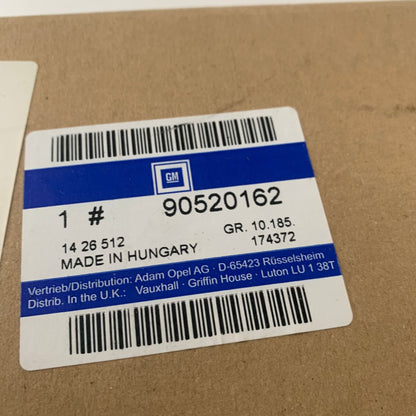 GM
1 # 90520162
14 26 512 GR. 10.185.
MADE IN HUNGARY 174372
Vertrieb/Distribution: Adam Opel AG · D-65423 Rüsselsheim
Distrib. In the U.K.: Vauxhall · Griffin House · Luton LU 1 38T